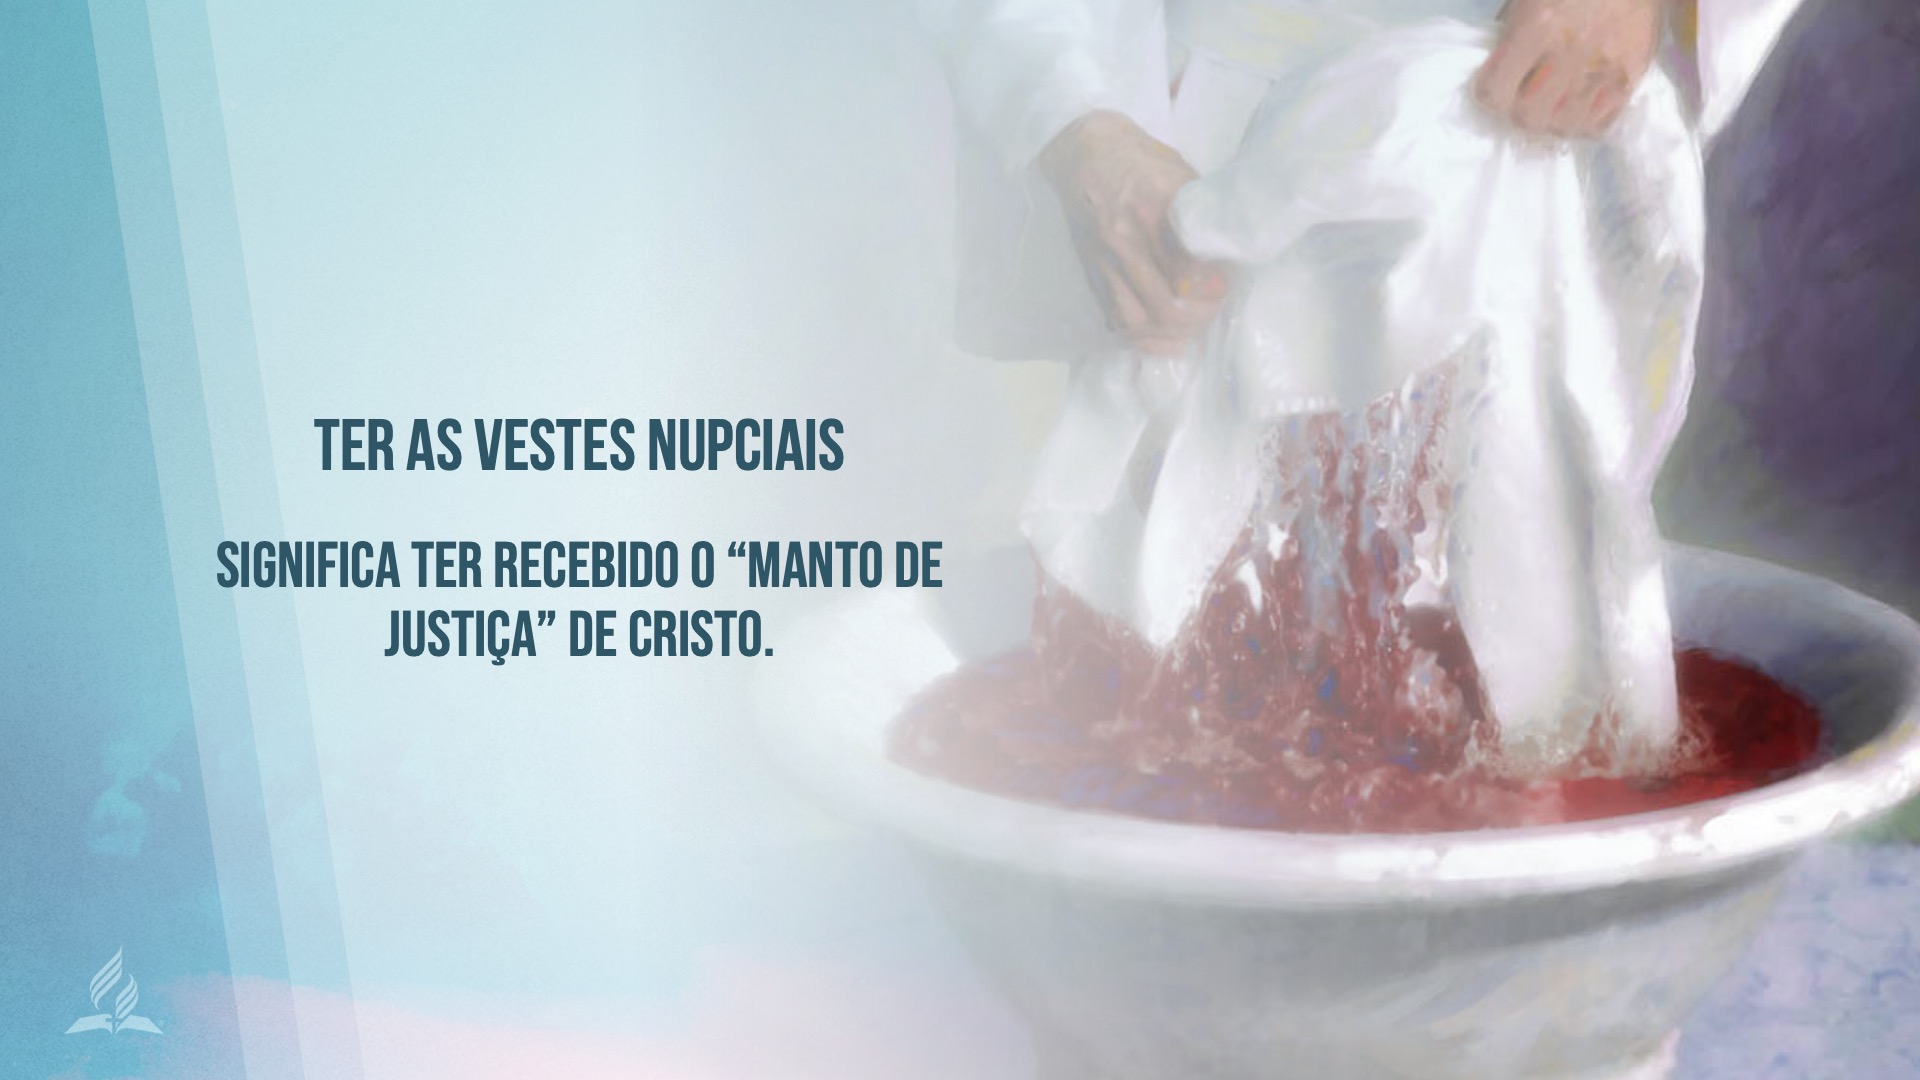 TER AS VESTES NUPCIAIS
SIGNIFICA TER RECEBIDO O “MANTO DE
JUSTIÇA” DE CRISTO.